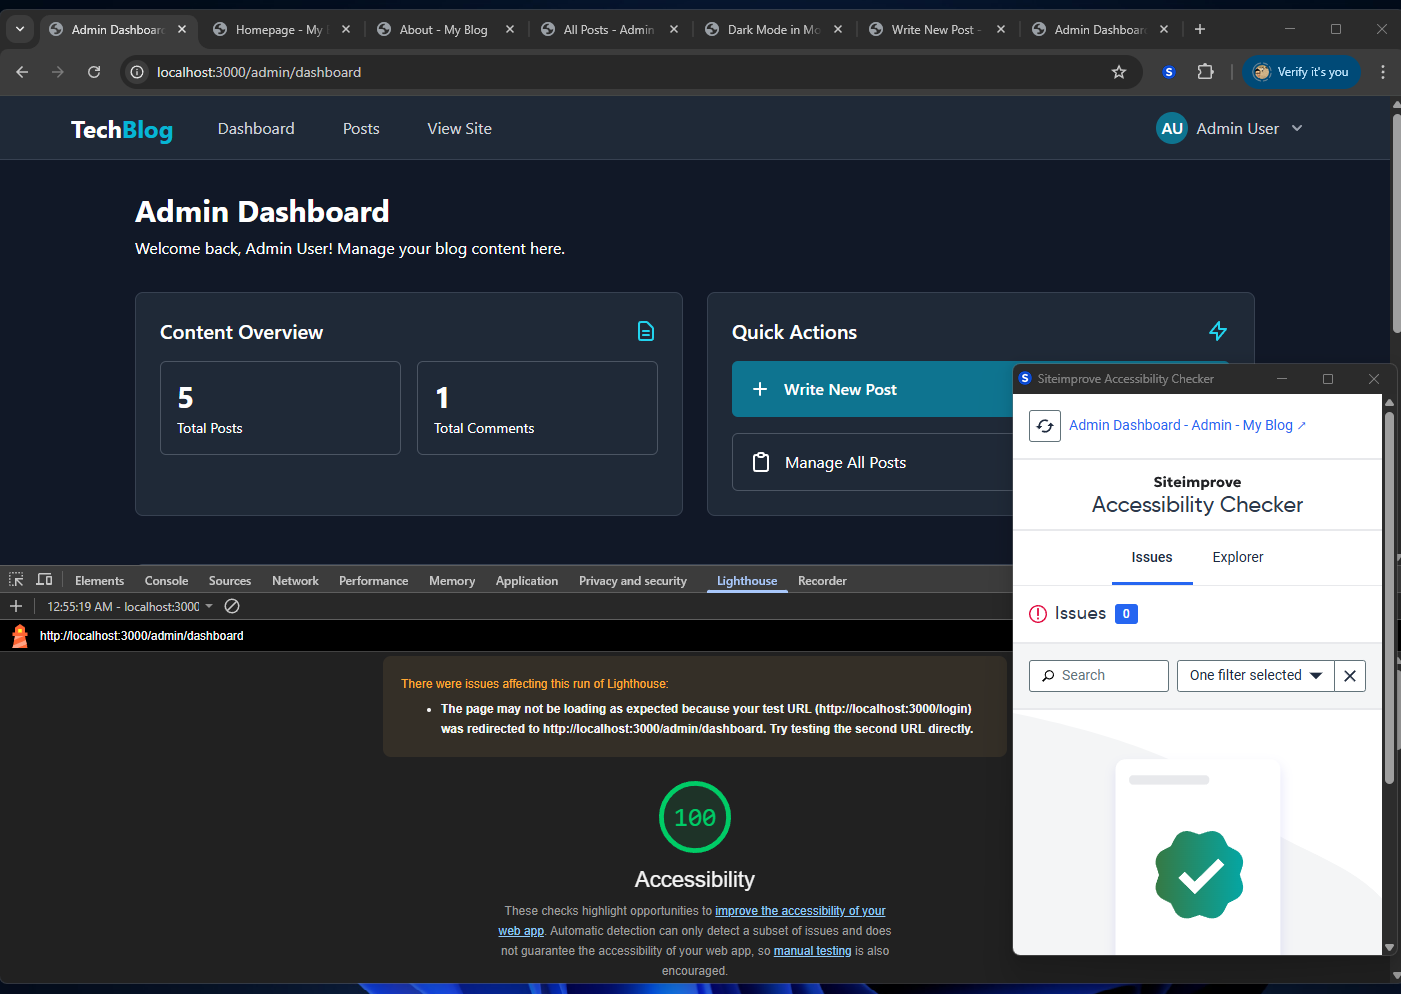 Admin Dashboard
Homepage - My
About - My Blog
All Posts - Admin
Dark Mode in Mo
Write New Post -
Admin Dashboar
localhost:3000/admin/dashboard
S
Verify it's you
TechBlog
Dashboard
Posts
View Site
AU
Admin User
Admin Dashboard
Welcome back, Admin User! Manage your blog content here.
Content Overview
5
Total Posts
1
Total Comments
Quick Actions
Write New Post
Manage All Posts
S
Siteimprove Accessibility Checker
Admin Dashboard - Admin - My Blog
Siteimprove
Accessibility Checker
Issues
Explorer
Issues
0
Search
One filter selected
Elements
Console
Sources
Network
Performance
Memory
Application
Privacy and security
Lighthouse
Recorder
12:55:19 AM - localhost:3000
http://localhost:3000/admin/dashboard
There were issues affecting this run of Lighthouse:
• The page may not be loading as expected because your test URL (http://localhost:3000/login)
was redirected to http://localhost:3000/admin/dashboard. Try testing the second URL directly.
100
Accessibility
These checks highlight opportunities to improve the accessibility of your
web app. Automatic detection can only detect a subset of issues and does
not guarantee the accessibility of your web app, so manual testing is also
encouraged.